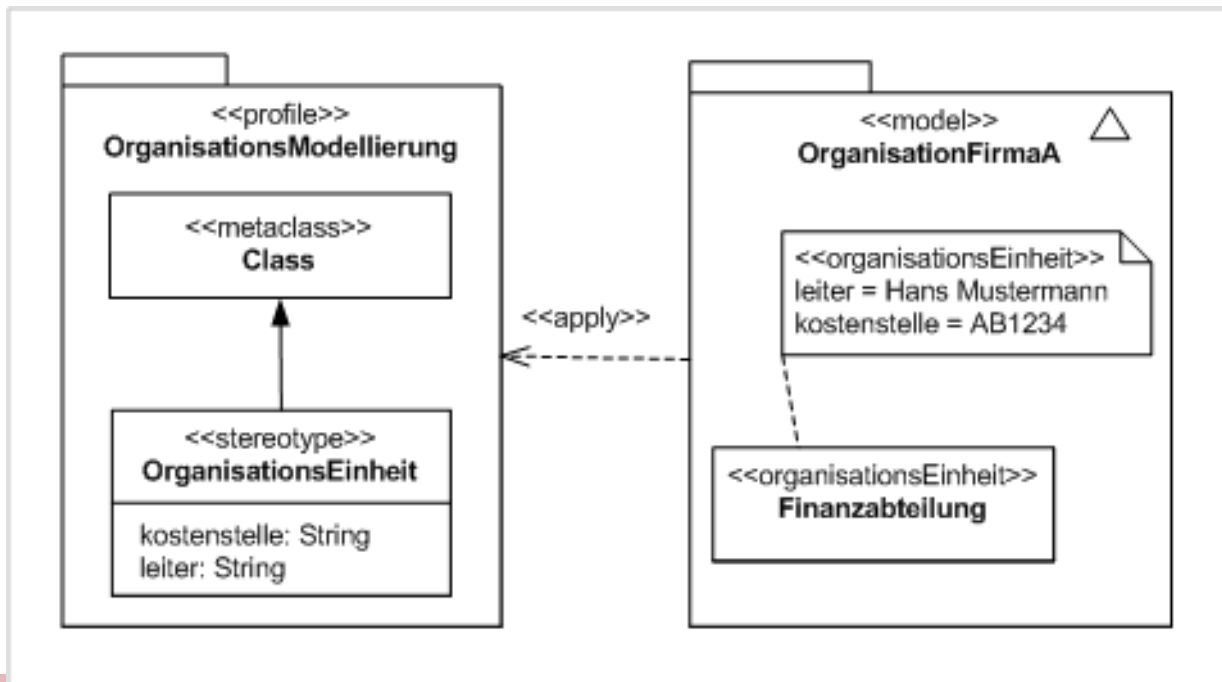 <<profile>>
OrganisationsModellierung
<<metaclass>>
Class
<<stereotype>>
OrganisationsEinheit
kostenstelle: String
leiter: String
<<apply>>
<<model>>
OrganisationFirmaA
<<organisationsEinheit>>
leiter = Hans Mustermann
kostenstelle = AB1234
<<organisationsEinheit>>
Finanzabteilung